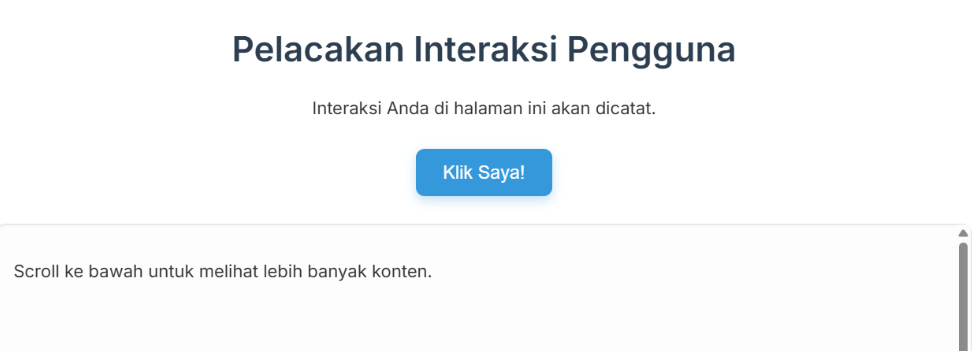 Pelacakan Interaksi Pengguna
Interaksi Anda di halaman ini akan dicatat.
Klik Saya!
Scroll ke bawah untuk melihat lebih banyak konten.